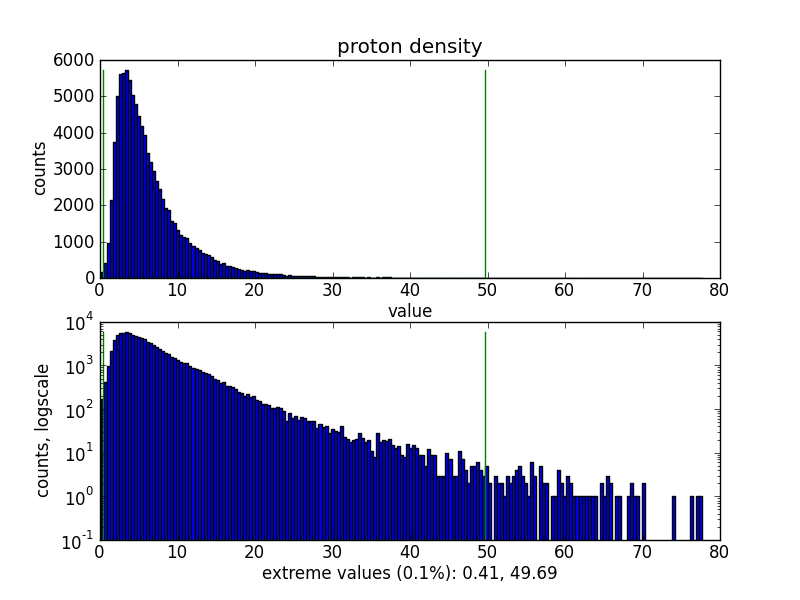 proton density
6000
5000
4000
3000
2000
1000
0
counts
0 10 20 30 40 50 60 70 80
value
10^4
10^3
10^2
10^1
10^0
10^-1
counts, logscale
0 10 20 30 40 50 60 70 80
extreme values (0.1%): 0.41, 49.69